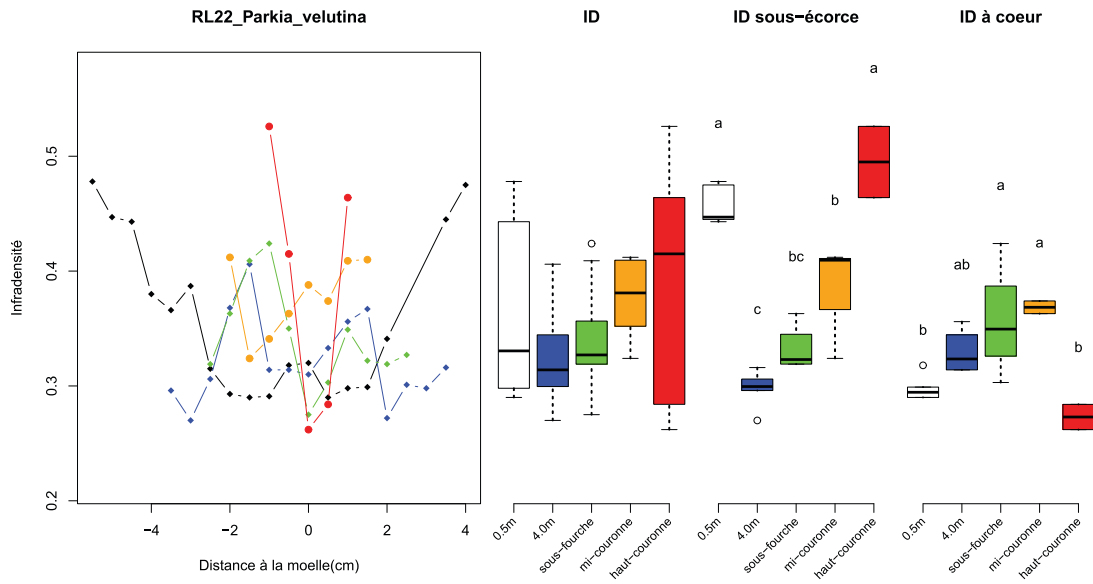 RL22_Parkia_velutina
ID
ID sous−écorce
ID à coeur
Infradensité
0.5
0.4
0.3
0.2
−4
−2
0
2
4
Distance à la moelle(cm)
0.5m
4.0m
sous−fourche
mi−couronne
haut−couronne
a
c
bc
b
a
0.5m
4.0m
sous−fourche
mi−couronne
haut−couronne
b
ab
a
a
b
0.5m
4.0m
sous−fourche
mi−couronne
haut−couronne